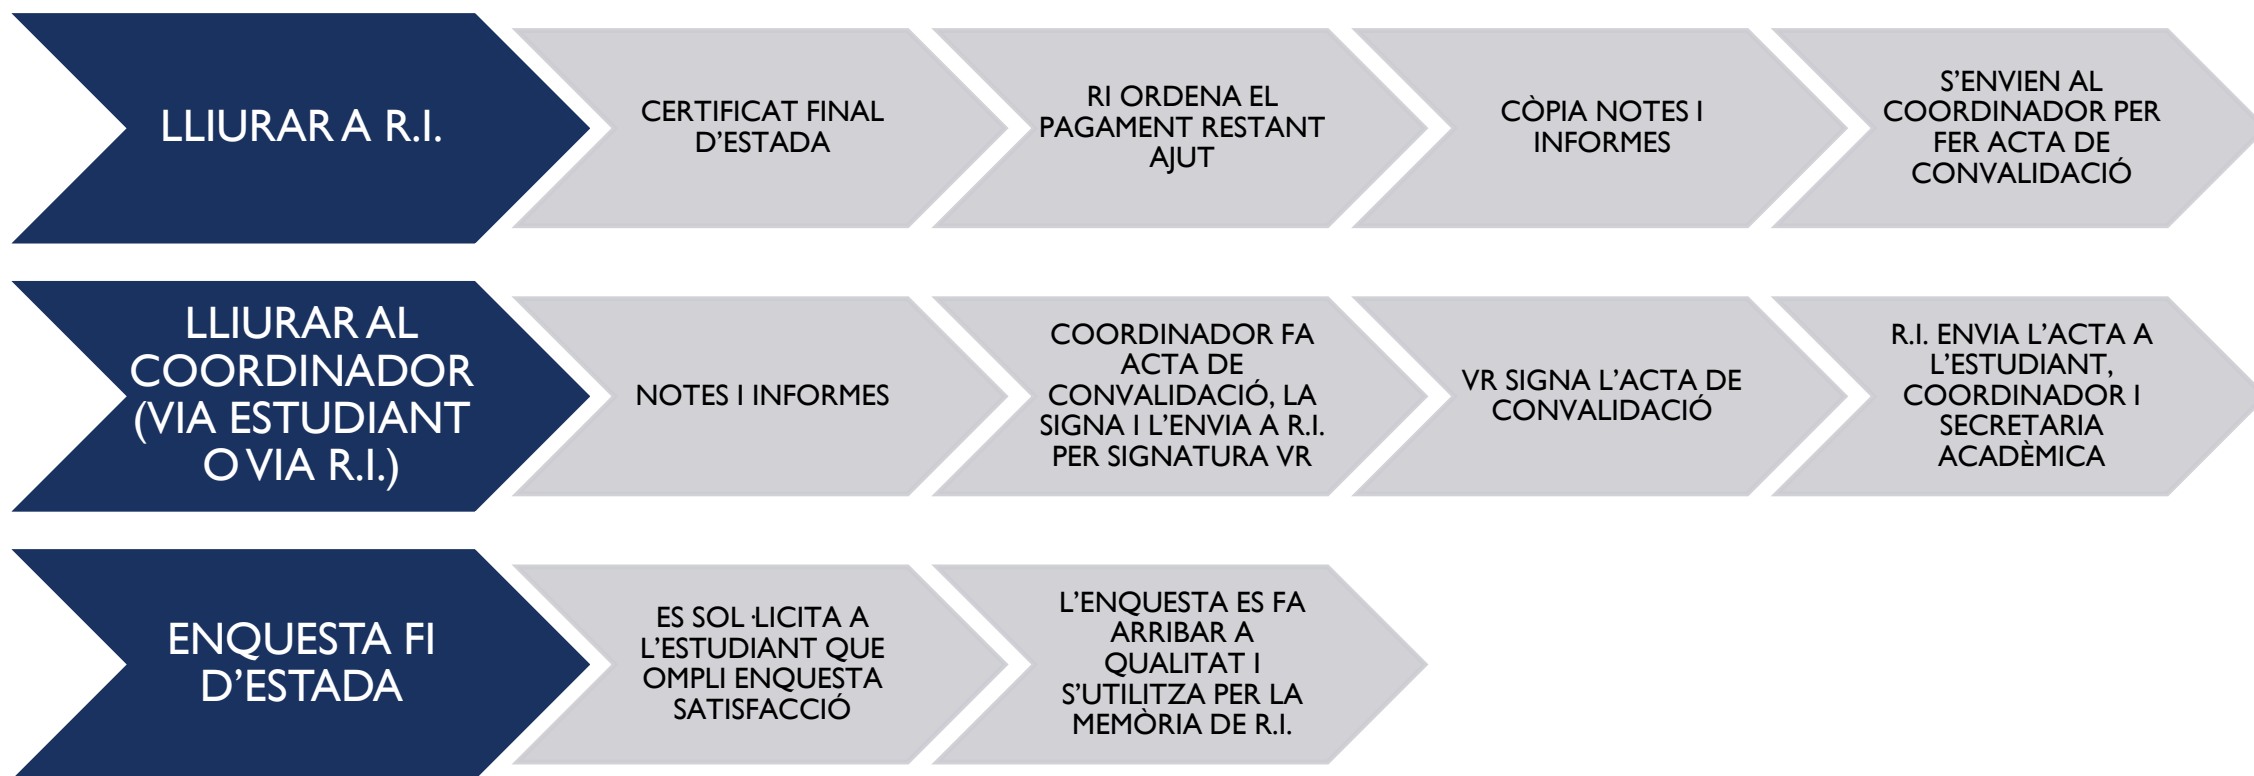 LLIURAR A R.I.
CERTIFICAT FINAL
D'ESTADA
RI ORDENA EL
PAGAMENT RESTANT
AJUT
CÒPIA NOTES I
INFORMES
S'ENVIEN AL
COORDINADOR PER
FER ACTA DE
CONVALIDACIÓ
LLIURAR AL
COORDINADOR
(VIA ESTUDIANT
O VIA R.I.)
NOTES I INFORMES
COORDINADOR FA
ACTA DE
CONVALIDACIÓ, LA
SIGNA I L'ENVIA A R.I.
PER SIGNATURA VR
VR SIGNA L'ACTA DE
CONVALIDACIÓ
R.I. ENVIA L'ACTA A
L'ESTUDIANT,
COORDINADOR I
SECRETARIA
ACADÈMICA
ENQUESTA FI
D'ESTADA
ES SOL·LICITA A
L'ESTUDIANT QUE
OMPLI ENQUESTA
SATISFACCIÓ
L'ENQUESTA ES FA
ARRIBAR A
QUALITAT I
S'UTILITZA PER LA
MEMÒRIA DE R.I.